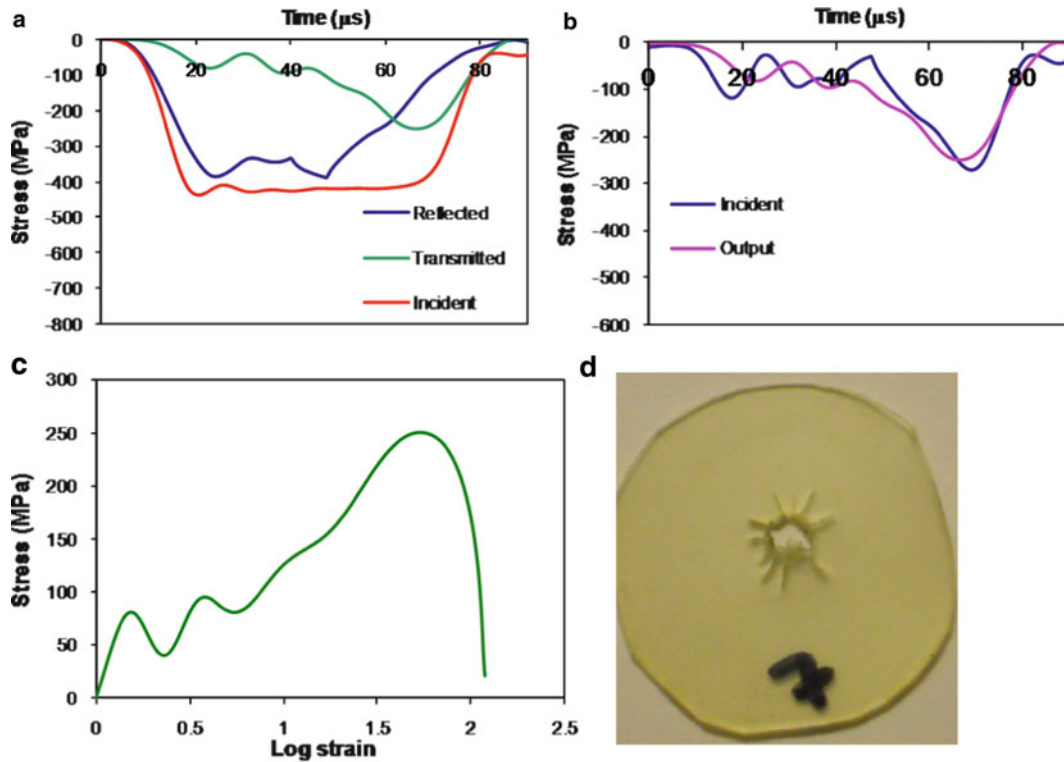 a
Time (μs)
0
-100
-200
-300
-400
-500
-600
-700
-800
0
20
40
60
80
Stress (MPa)
Reflected
Transmitted
Incident
b
Time (μs)
0
-100
-200
-300
-400
-500
-600
0
20
40
60
80
Stress (MPa)
Incident
Output
c
300
250
200
150
100
50
0
0
0.5
1
1.5
2
2.5
Stress (MPa)
Log strain
d